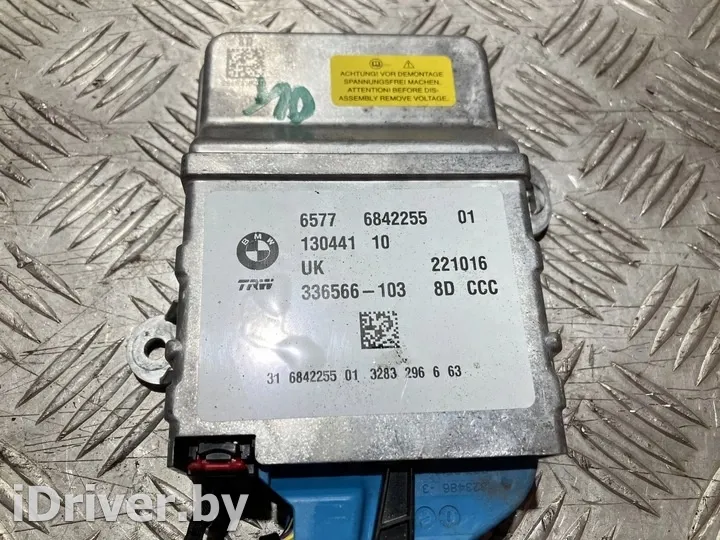 ACHTUNG! VOR DEMONTAGE
SPANNUNGSFREI MACHEN.
ATTENTION! BEFORE DIS-
ASSEMBLY REMOVE VOLTAGE.
6577 6842255 01
BMW
130441 10
UK 221016
TRW
336566-103 8D CCC
31 6842255 01 3283 296 6 63
iDriver.by